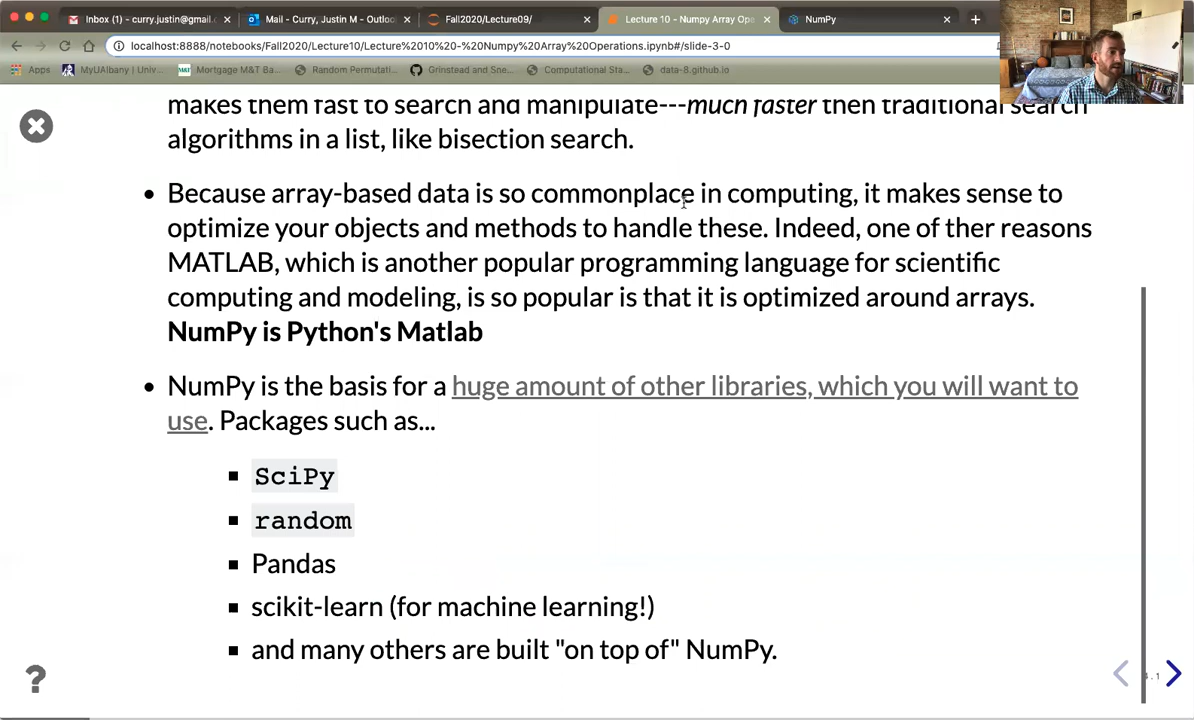 Inbox (1) - curry.justin@gmail.
Mail - Curry, Justin M - Outloo
Fall2020/Lecture09/
Lecture 10 - Numpy Array Ope
NumPy
localhost:8888/notebooks/Fall2020/Lecture10/Lecture%2010%20-%20Numpy%20Array%20Operations.ipynb#/slide-3-0
Apps
MyUAlbany | Univ...
Mortgage M&T Ba...
Random Permutati...
Grinstead and Sne...
Computational Sta...
data-8.github.io
makes them fast to search and manipulate---much faster then traditional search
algorithms in a list, like bisection search.
• Because array-based data is so commonplace in computing, it makes sense to
optimize your objects and methods to handle these. Indeed, one of ther reasons
MATLAB, which is another popular programming language for scientific
computing and modeling, is so popular is that it is optimized around arrays.
NumPy is Python's Matlab
• NumPy is the basis for a huge amount of other libraries, which you will want to
use. Packages such as...
▪ SciPy
▪ random
▪ Pandas
▪ scikit-learn (for machine learning!)
▪ and many others are built "on top of" NumPy.
?